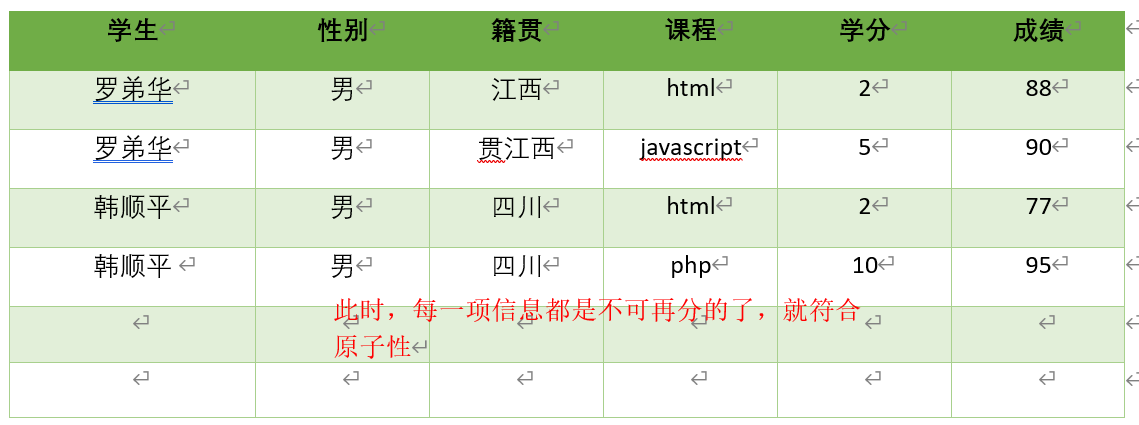 学生 性别 籍贯 课程 学分 成绩
罗弟华 男 江西 html 2 88
罗弟华 男 贯江西 javascript 5 90
韩顺平 男 四川 html 2 77
韩顺平 男 四川 php 10 95
此时，每一项信息都是不可再分的了，就符合
原子性